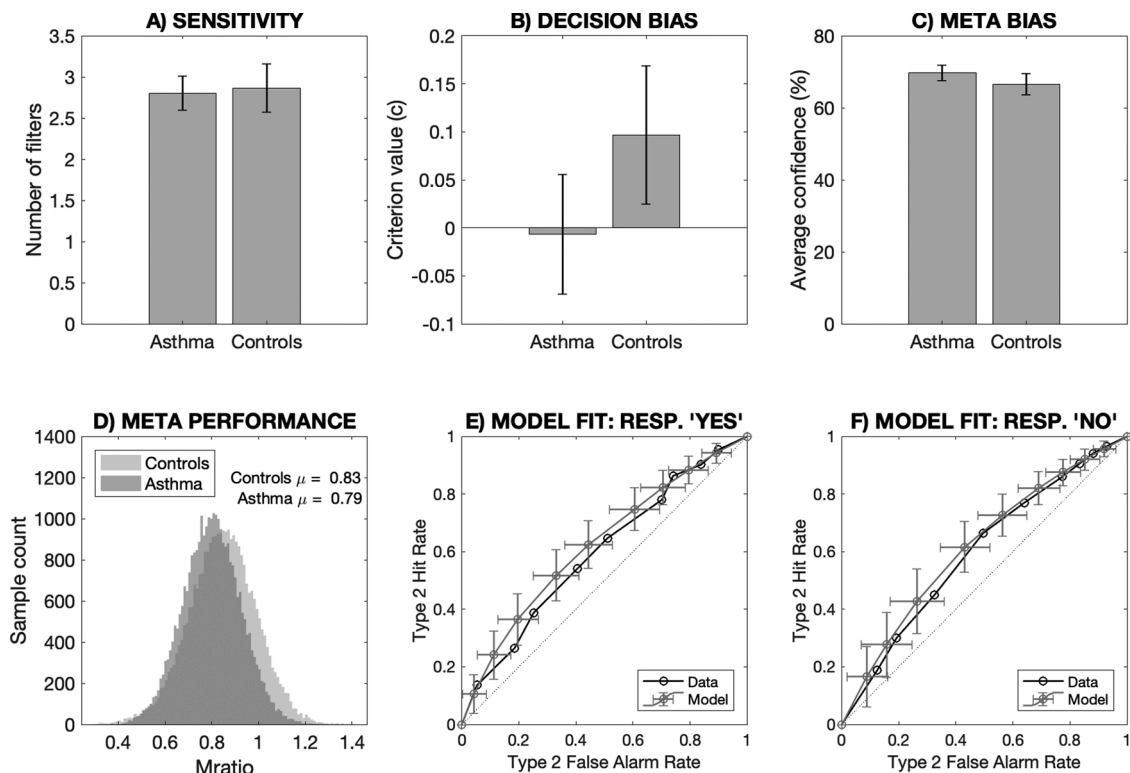 A) SENSITIVITY
Number of filters
3.5
3
2.5
2
1.5
1
0.5
0
Asthma Controls
B) DECISION BIAS
Criterion value (c)
0.2
0.15
0.1
0.05
0
-0.05
-0.1
Asthma Controls
C) META BIAS
Average confidence (%)
80
60
40
20
0
Asthma Controls
D) META PERFORMANCE
Sample count
1400
1200
1000
800
600
400
200
0
Controls
Asthma
Controls μ = 0.83
Asthma μ = 0.79
0.4 0.6 0.8 1 1.2 1.4
Mratio
E) MODEL FIT: RESP. 'YES'
Type 2 Hit Rate
1
0.8
0.6
0.4
0.2
0
Data
Model
0 0.2 0.4 0.6 0.8 1
Type 2 False Alarm Rate
F) MODEL FIT: RESP. 'NO'
Type 2 Hit Rate
1
0.8
0.6
0.4
0.2
0
Data
Model
0 0.2 0.4 0.6 0.8 1
Type 2 False Alarm Rate